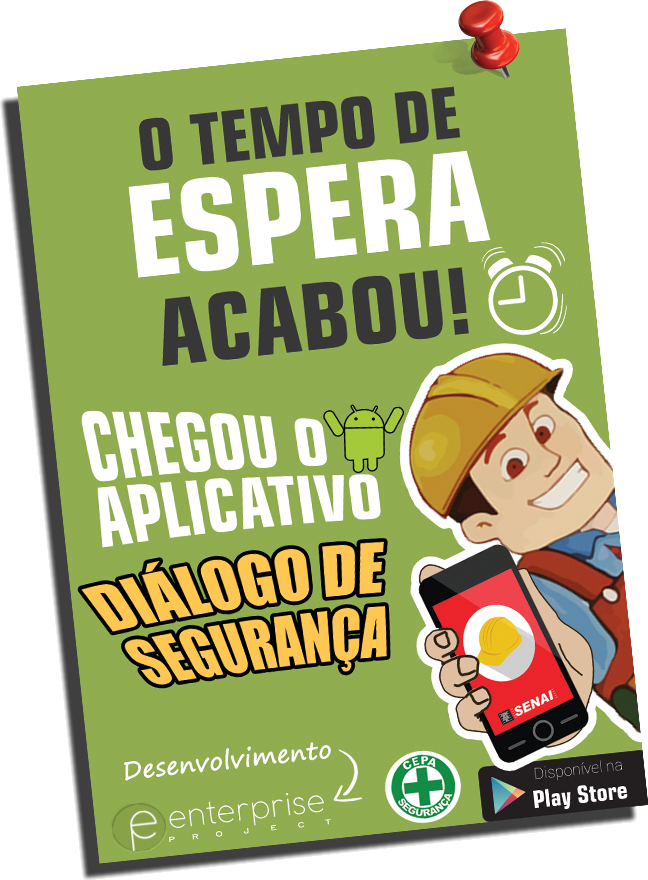 O TEMPO DE
ESPERA
ACABOU!
CHEGOU O
APLICATIVO
DIÁLOGO DE
SEGURANÇA
SENAI
Desenvolvimento
enterprise
PROJECT
CEPA
SEGURANÇA
Disponível na
Play Store